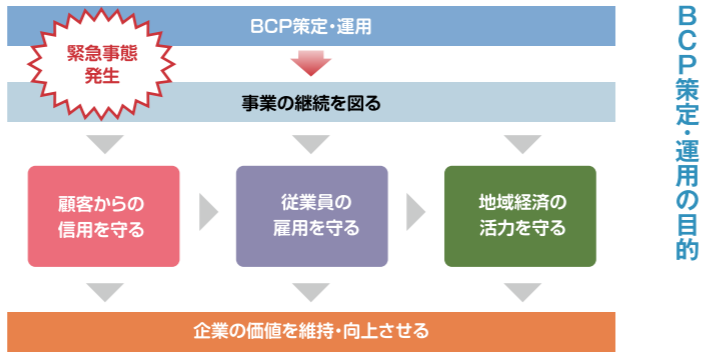 BCP策定・運用の目的
BCP策定・運用
緊急事態
発生
事業の継続を図る
顧客からの
信用を守る
従業員の
雇用を守る
地域経済の
活力を守る
企業の価値を維持・向上させる